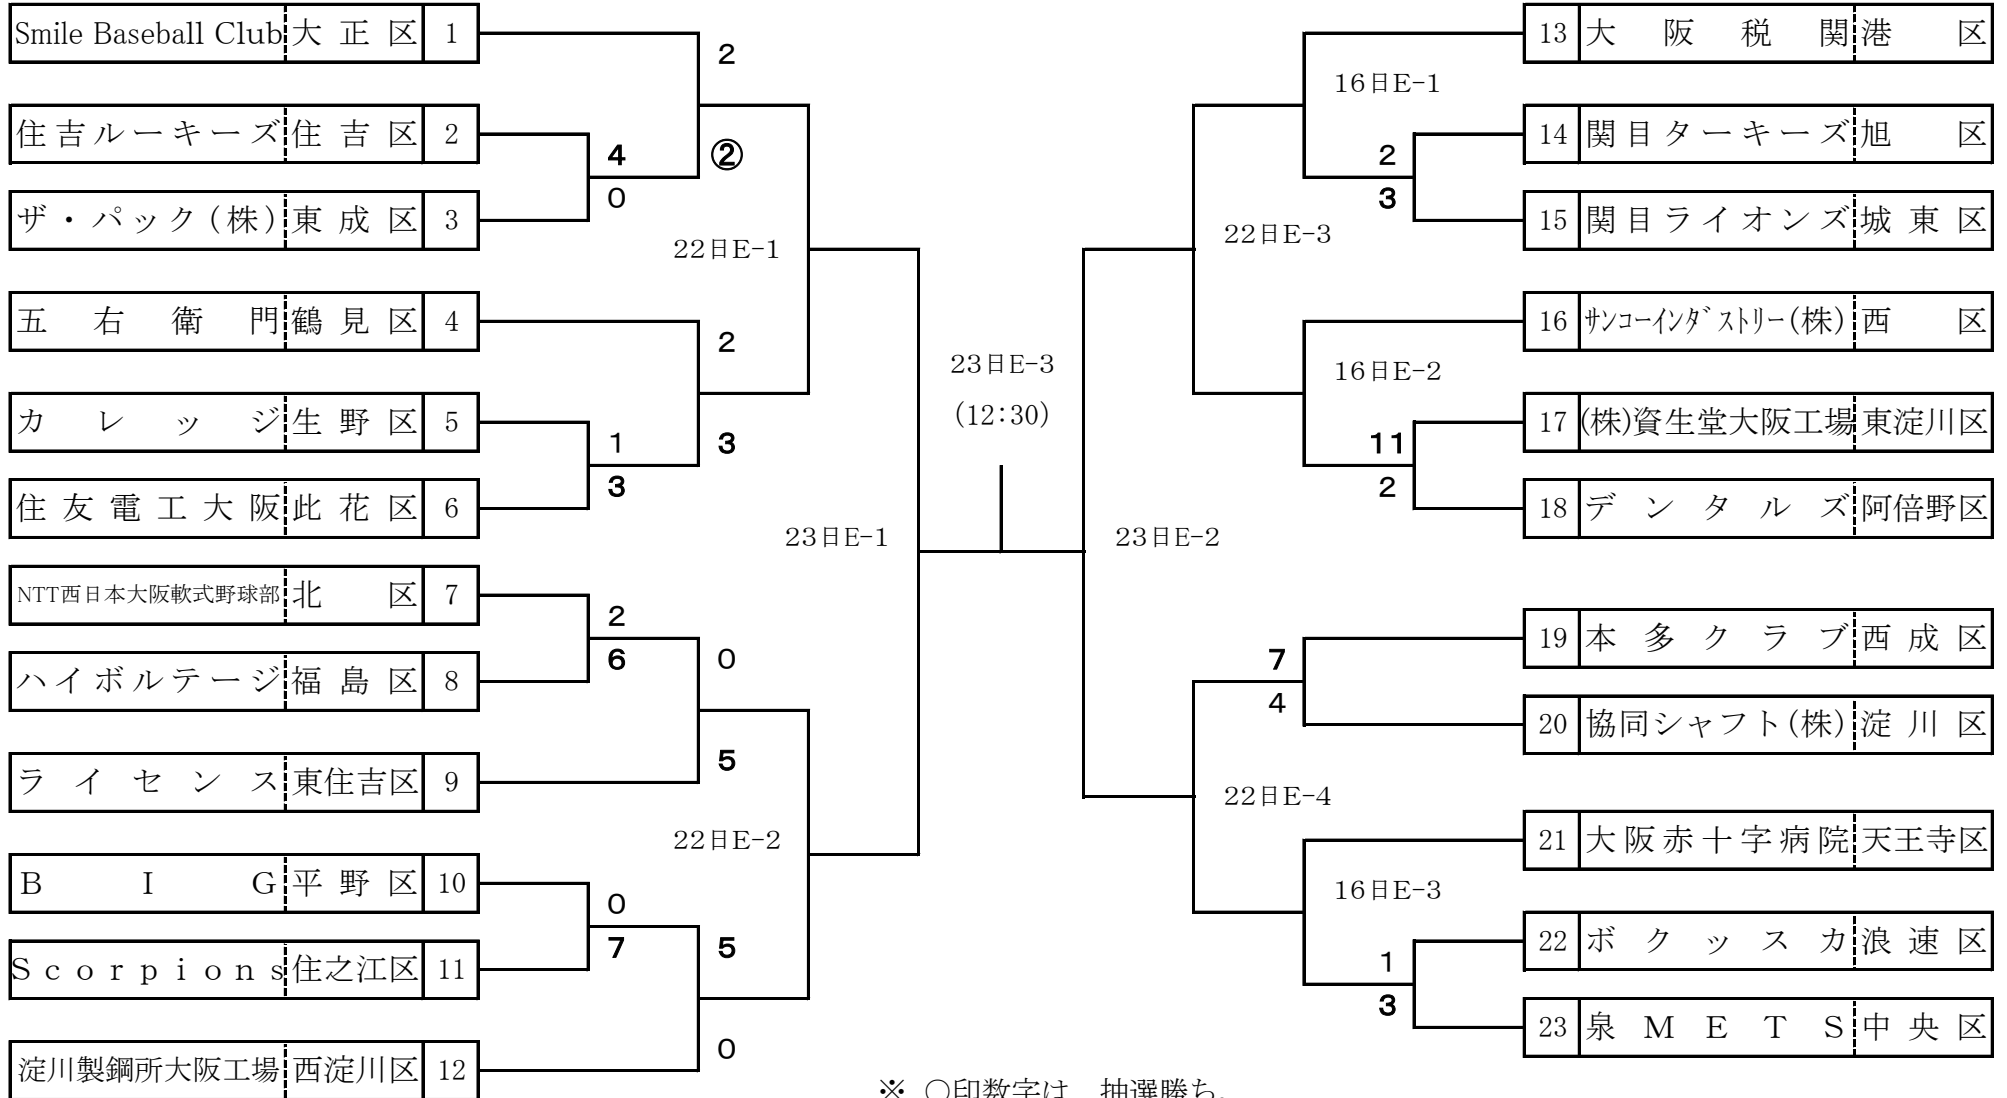 Smile Baseball Club 大正区 1
2
住吉ルーキーズ 住吉区 2
4
②
ザ・パック(株) 東成区 3
0
22日E-1
五右衛門 鶴見区 4
2
カレッジ 生野区 5
1
3
住友電工大阪 此花区 6
3
23日E-1
NTT西日本大阪軟式野球部 北区 7
2
ハイボルテージ 福島区 8
6
0
ライセンス 東住吉区 9
5
22日E-2
BIG 平野区 10
0
Scorpions 住之江区 11
7
5
淀川製鋼所大阪工場 西淀川区 12
0
23日E-3
(12:30)
13 大阪税関 港区
16日E-1
14 関目ターキーズ 旭区
2
15 関目ライオンズ 城東区
3
22日E-3
16 サンコーインダストリー(株) 西区
16日E-2
17 (株)資生堂大阪工場 東淀川区
11
18 デンタルズ 阿倍野区
2
23日E-2
19 本多クラブ 西成区
7
20 協同シャフト(株) 淀川区
4
22日E-4
21 大阪赤十字病院 天王寺区
16日E-3
22 ボクッスカ 浪速区
1
23 泉METS 中央区
3
※ ○印数字は 抽選勝ち.